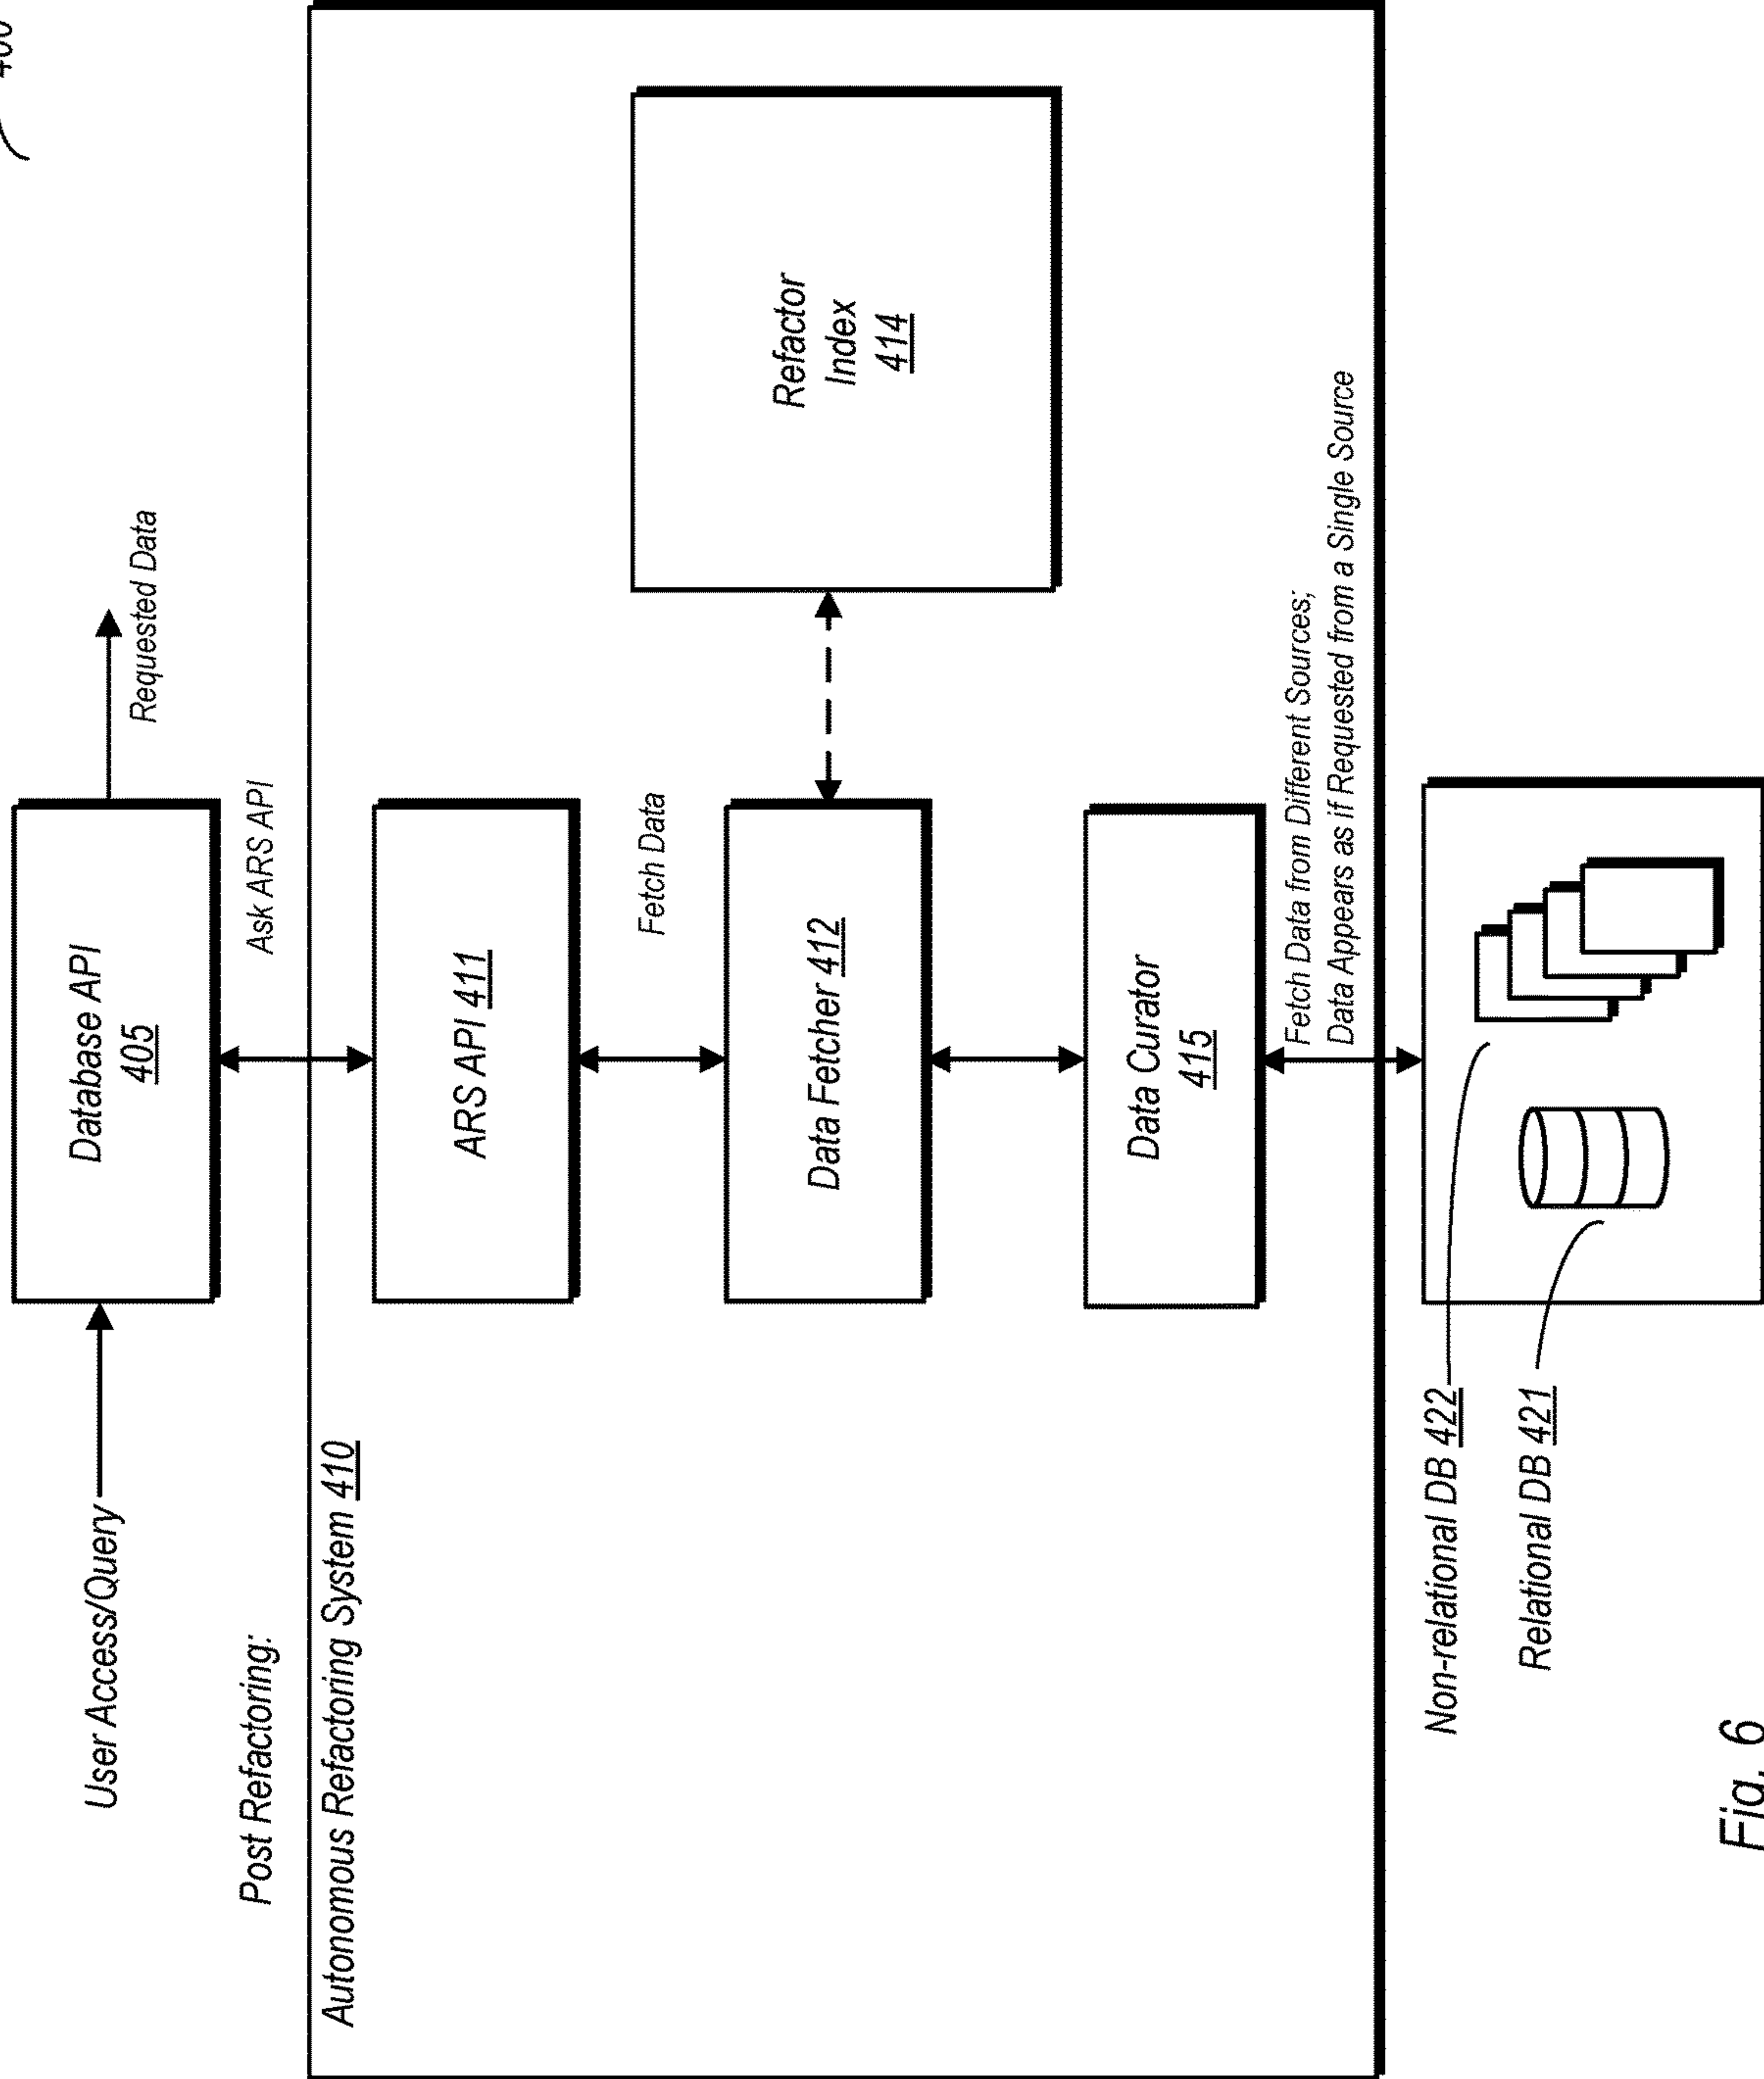 User Access/Query
Database API
405
Requested Data
Post Refactoring:
Ask ARS API
Autonomous Refactoring System 410
ARS API 411
Fetch Data
Data Fetcher 412
Refactor
Index
414
Data Curator
415
Fetch Data from Different Sources;
Data Appears as if Requested from a Single Source
Non-relational DB 422
Relational DB 421
Fig. 6